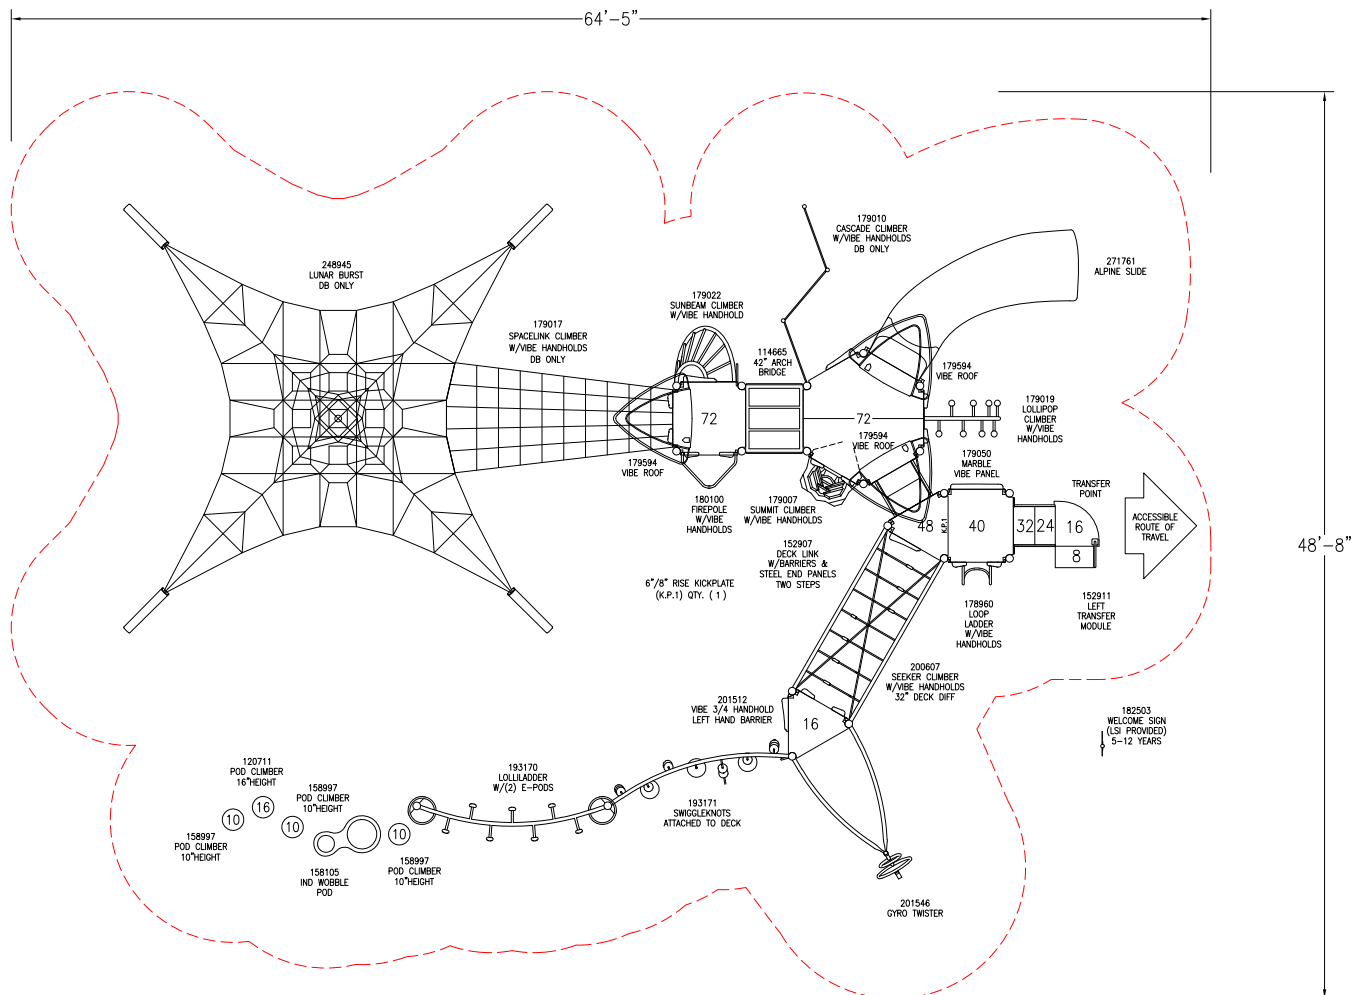 64'-5"
179010
CASCADE CLIMBER
W/VIBE HANDHOLDS
DB ONLY
248945
LUNAR BURST
DB ONLY
271761
ALPINE SLIDE
179022
SUNBEAM CLIMBER
W/VIBE HANDHOLD
179017
SPACELINK CLIMBER
W/VIBE HANDHOLDS
DB ONLY
114665
42" ARCH
BRIDGE
179594
VIBE ROOF
179019
LOLLIPOP
CLIMBER
W/VIBE
HANDHOLDS
72
72
179594
VIBE ROOF
179594
VIBE ROOF
179050
MARBLE
VIBE PANEL
180100
FIREPOLE
W/VIBE
HANDHOLDS
179007
SUMMIT CLIMBER
W/VIBE HANDHOLDS
TRANSFER
POINT
48
K.P.1
40
32
24
16
8
ACCESSIBLE
ROUTE OF
TRAVEL
48'-8"
152907
DECK LINK
W/BARRIERS &
STEEL END PANELS
TWO STEPS
6"/8" RISE KICKPLATE
(K.P.1) QTY. ( 1 )
178960
LOOP
LADDER
W/VIBE
HANDHOLDS
152911
LEFT
TRANSFER
MODULE
200607
SEEKER CLIMBER
W/VIBE HANDHOLDS
32" DECK DIFF
201512
VIBE 3/4 HANDHOLD
LEFT HAND BARRIER
16
182503
WELCOME SIGN
(LSI PROVIDED)
5-12 YEARS
120711
POD CLIMBER
16"HEIGHT
158997
POD CLIMBER
10"HEIGHT
193170
LOLLILADDER
W/(2) E-PODS
193171
SWIGGLEKNOTS
ATTACHED TO DECK
10
16
10
10
158997
POD CLIMBER
10"HEIGHT
158105
IND WOBBLE
POD
158997
POD CLIMBER
10"HEIGHT
201546
GYRO TWISTER